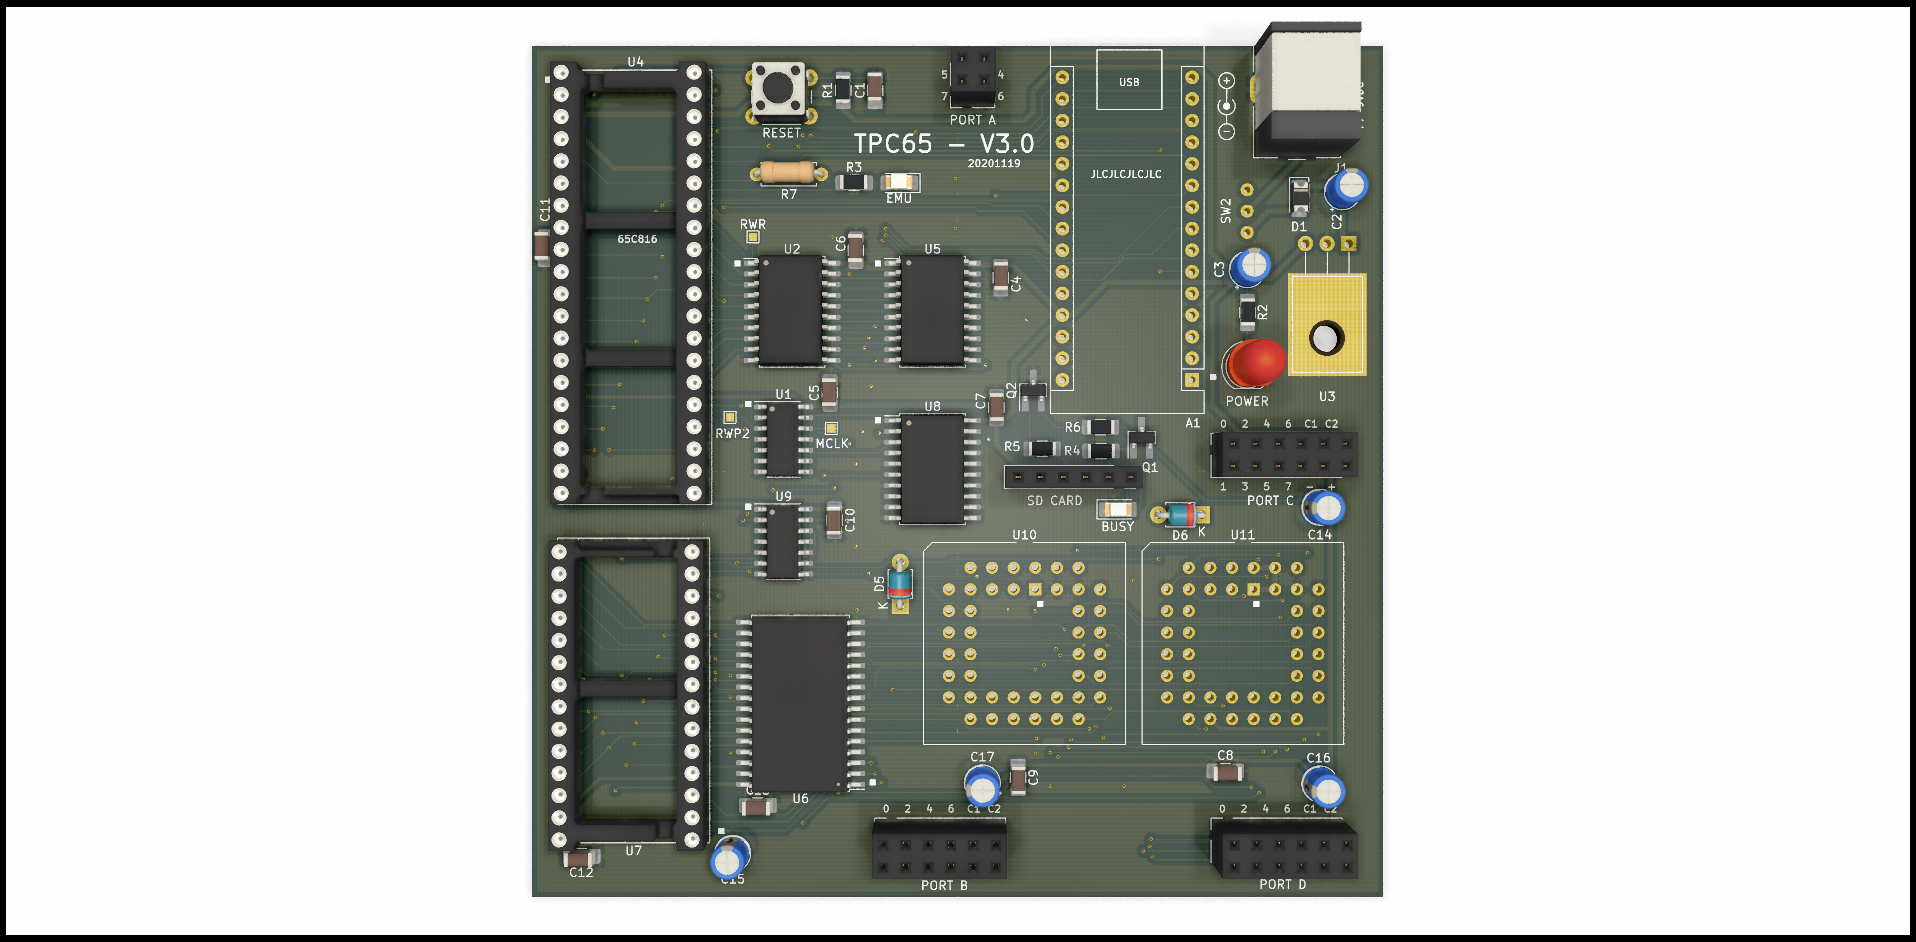 U4
RESET
R1
C1
5
4
7
6
PORT A
USB
TPC65 - V3.0
20201119
R7
R3
EMU
JLCJLCJLCJLC
J1
SW2
D1
C2
C11
65C816
RWR
U2
C6
U5
C4
C3
R2
POWER
U3
RWP2
U1
C5
MCLK
U8
C7
Q2
R6
R5
R4
Q1
A1
0 2 4 6 C1 C2
1 3 5 7 - +
PORT C
SD CARD
BUSY
U9
C10
D6
K
C14
U10
U11
D5
K
C17
C9
C8
C16
U6
U7
C12
C15
0 2 4 6 C1 C2
PORT B
0 2 4 6 C1 C2
PORT D